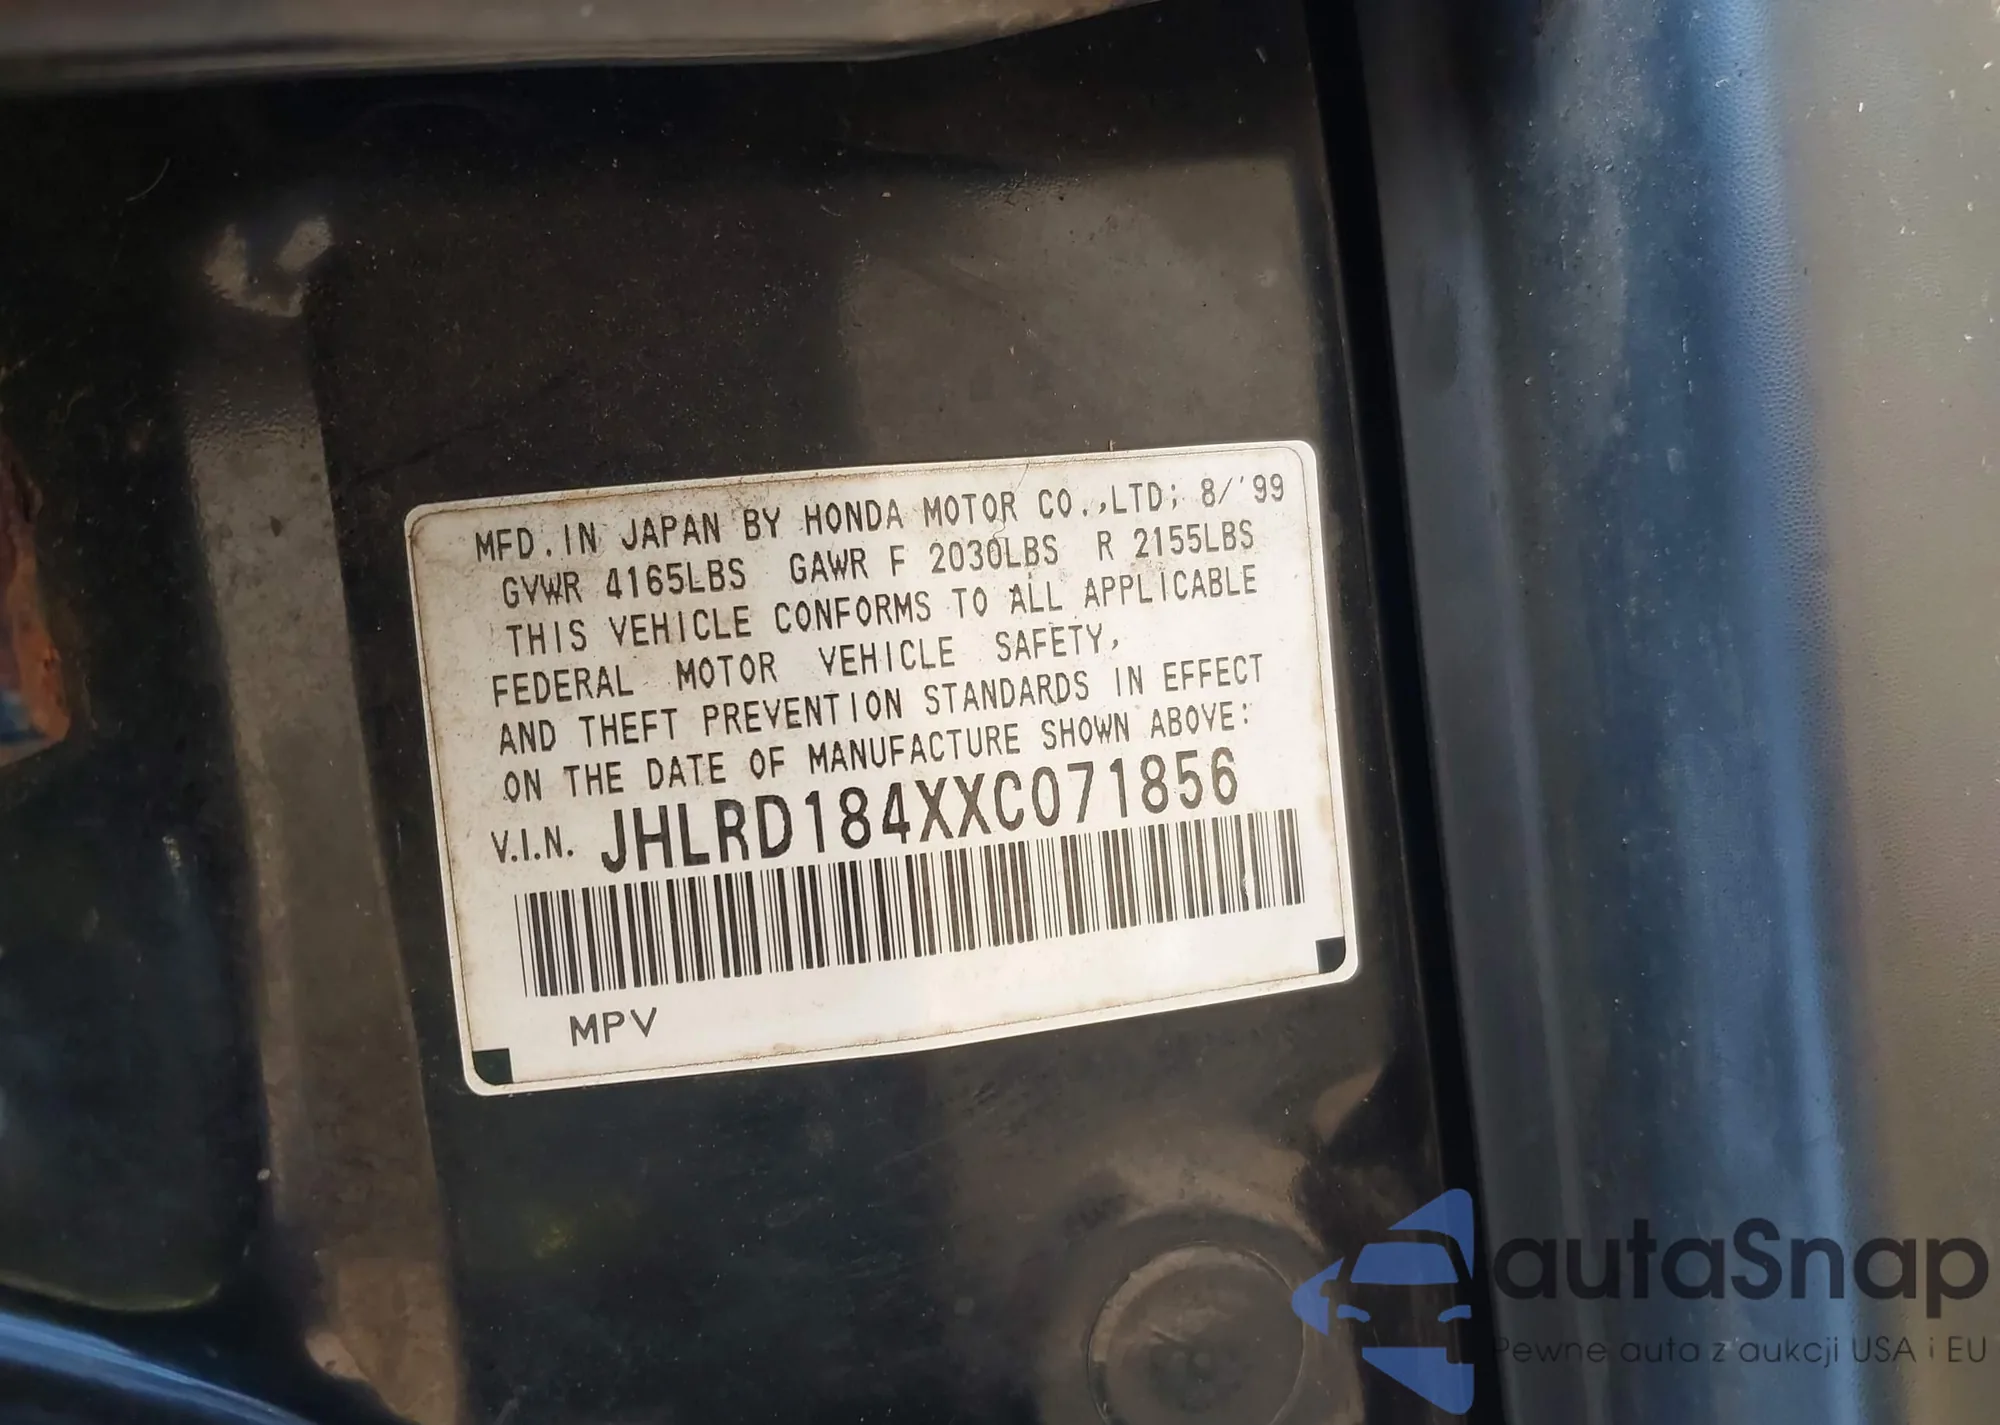 MFD. IN JAPAN BY HONDA MOTOR CO.,LTD; 8/'99
GVWR 4165LBS GAWR F 2030LBS R 2155LBS
THIS VEHICLE CONFORMS TO ALL APPLICABLE
FEDERAL MOTOR VEHICLE SAFETY,
AND THEFT PREVENTION STANDARDS IN EFFECT
ON THE DATE OF MANUFACTURE SHOWN ABOVE:
V.I.N. JHLRD184XXC071856
MPV
autaSnap
Pewne auta z aukcji USA i EU